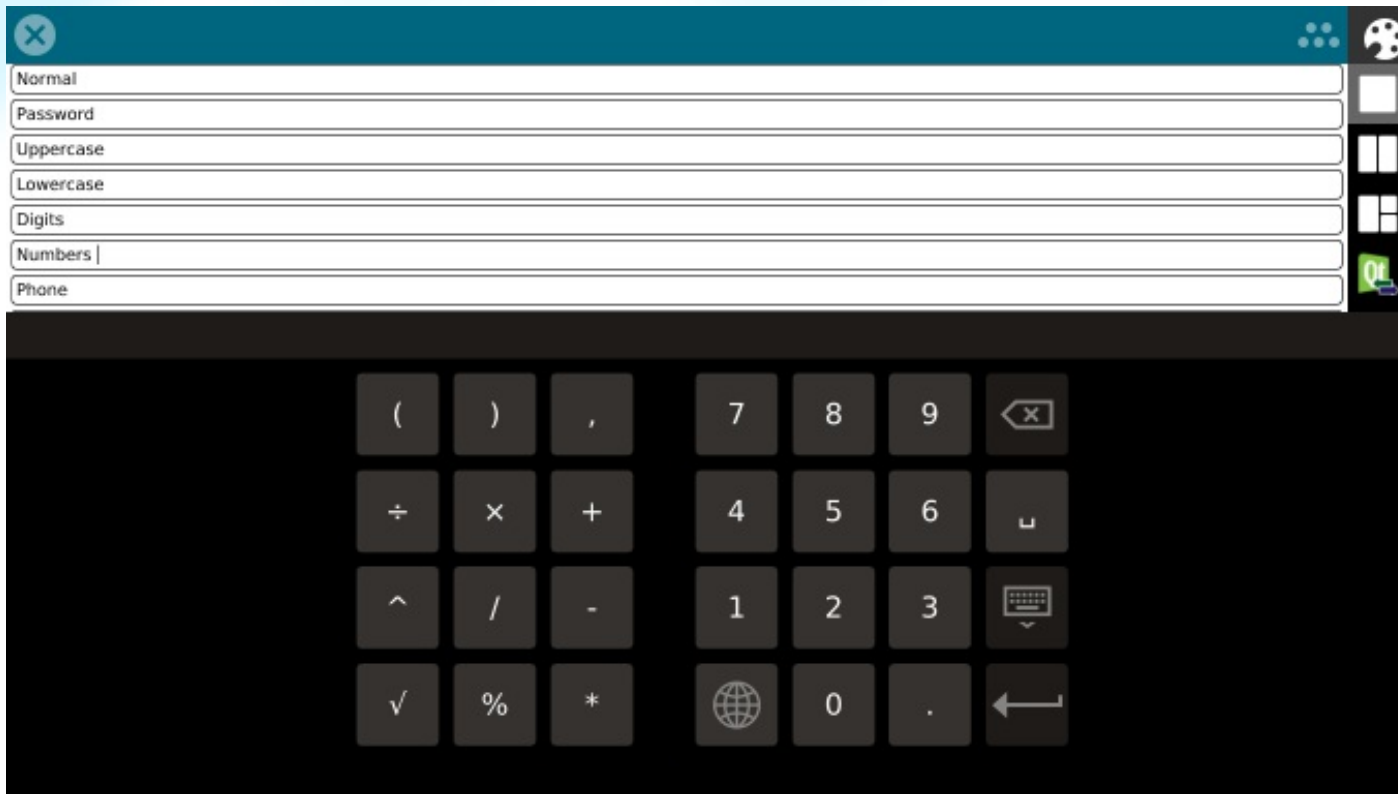 Normal
Password
Uppercase
Lowercase
Digits
Numbers
Phone
Qt
( ) , 7 8 9
÷ × + 4 5 6 ␣
^ / - 1 2 3
√ % * 0 .